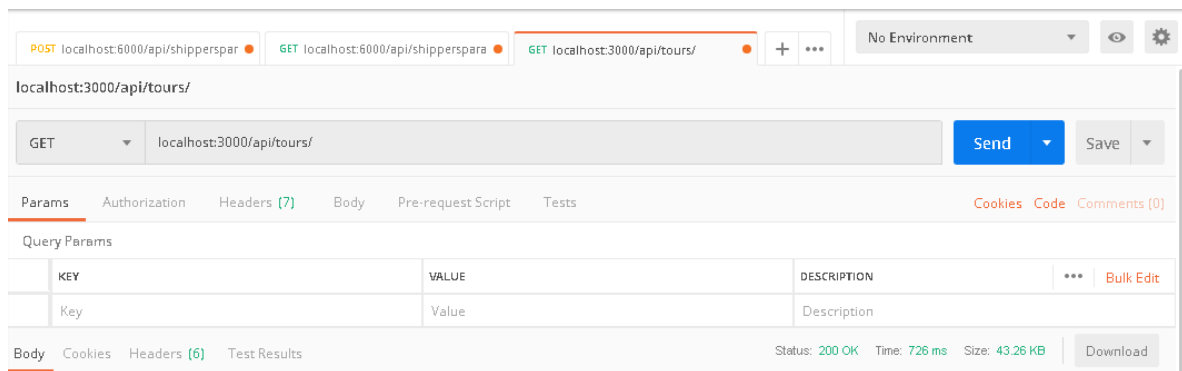 POST localhost:6000/api/shipperspar GET localhost:6000/api/shipperspara GET localhost:3000/api/tours/ + ••• No Environment
localhost:3000/api/tours/
GET localhost:3000/api/tours/ Send Save
Params Authorization Headers (7) Body Pre-request Script Tests Cookies Code Comments (0)
Query Params
KEY VALUE DESCRIPTION ••• Bulk Edit
Key Value Description
Body Cookies Headers (6) Test Results Status: 200 OK Time: 726 ms Size: 43.26 KB Download